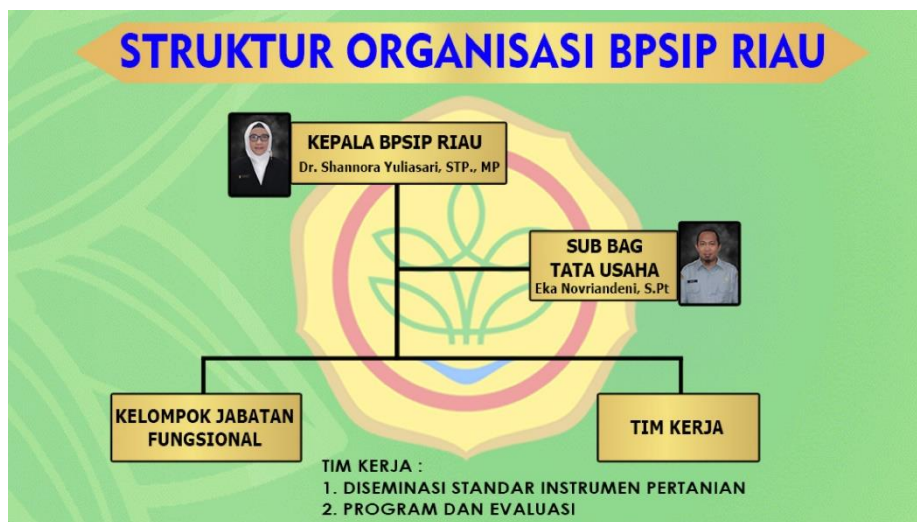 STRUKTUR ORGANISASI BPSIP RIAU
KEPALA BPSIP RIAU
Dr. Shannora Yuliasari, STP., MP
SUB BAG
TATA USAHA
Eka Novriandeni, S.Pt
KELOMPOK JABATAN
FUNGSIONAL
TIM KERJA
TIM KERJA :
1. DISEMINASI STANDAR INSTRUMEN PERTANIAN
2. PROGRAM DAN EVALUASI